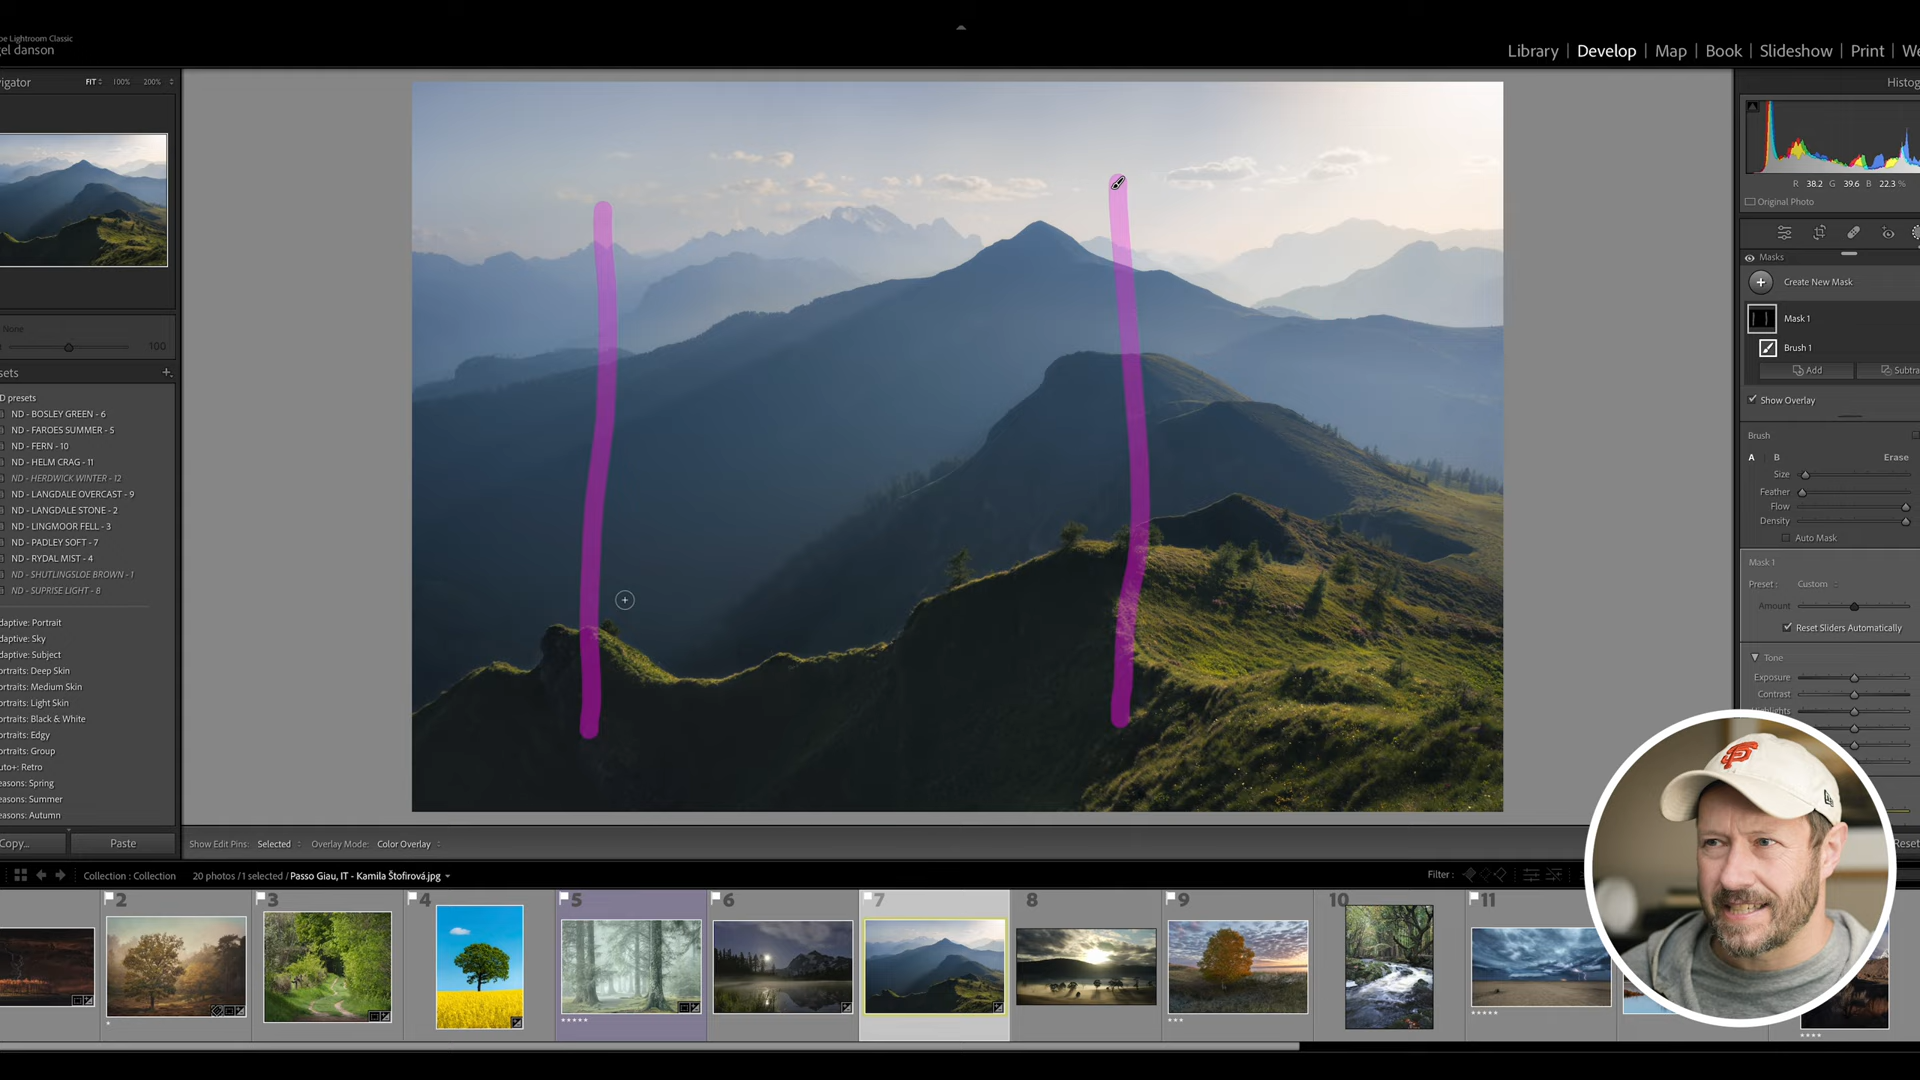 be Lightroom Classic
gel danson
Library | Develop | Map | Book | Slideshow | Print | We
vigator
FIT
100%
200%
Histog
R 38.2 G 39.6 B 22.3 %
Original Photo
Masks
Create New Mask
Mask 1
Brush 1
Add
Subtra
Show Overlay
Brush
A B Erase
Size
Feather
Flow
Density
Auto Mask
Mask 1
Preset : Custom
Amount
Reset Sliders Automatically
Tone
Exposure
Contrast
None
100
sets
D presets
ND - BOSLEY GREEN - 6
ND - FAROES SUMMER - 5
ND - FERN - 10
ND - HELM CRAG - 11
ND - HERDWICK WINTER - 12
ND - LANGDALE OVERCAST - 9
ND - LANGDALE STONE - 2
ND - LINGMOOR FELL - 3
ND - PADLEY SOFT - 7
ND - RYDAL MIST - 4
ND - SHUTLINGSLOE BROWN - 1
ND - SUPRISE LIGHT - 8
daptive: Portrait
daptive: Sky
daptive: Subject
ortraits: Deep Skin
ortraits: Medium Skin
ortraits: Light Skin
ortraits: Black & White
ortraits: Edgy
ortraits: Group
uto+: Retro
easons: Spring
easons: Summer
easons: Autumn
Copy... Paste
Show Edit Pins: Selected Overlay Mode: Color Overlay
Reset
Collection : Collection 20 photos / 1 selected / Passo Giau, IT - Kamila Štofirová.jpg
Filter :
2 3 4 5 6 7 8 9 10 11